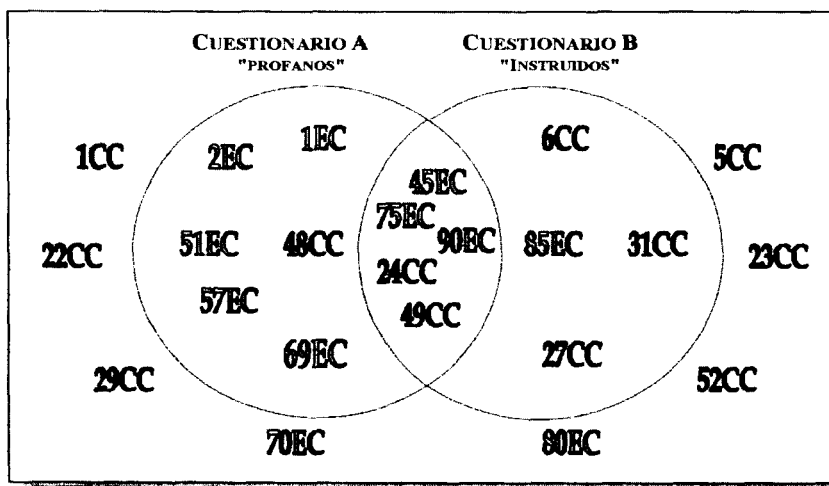 CUESTIONARIO A CUESTIONARIO B
"PROFANOS" "INSTRUIDOS"
1EC 6CC
1CC 2EC 5CC
45EC
75EC
51EC 48CC 90EC 85EC 31CC
22CC 23CC
24CC
57EC 49CC
69EC 27CC
29CC 52CC
70EC 80EC